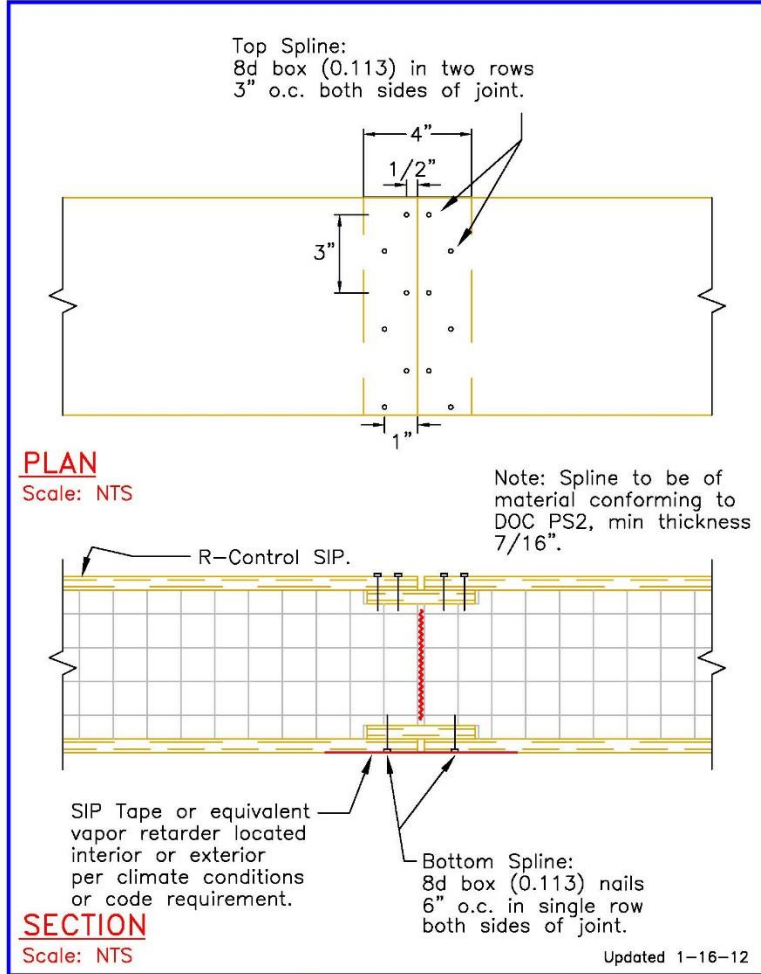 Top Spline:
8d box (0.113) in two rows
3" o.c. both sides of joint.
4"
1/2"
3"
1"
PLAN
Scale: NTS
Note: Spline to be of
material conforming to
DOC PS2, min thickness
7/16".
R-Control SIP.
SIP Tape or equivalent
vapor retarder located
interior or exterior
per climate conditions
or code requirement.
Bottom Spline:
8d box (0.113) nails
6" o.c. in single row
both sides of joint.
SECTION
Scale: NTS
Updated 1-16-12